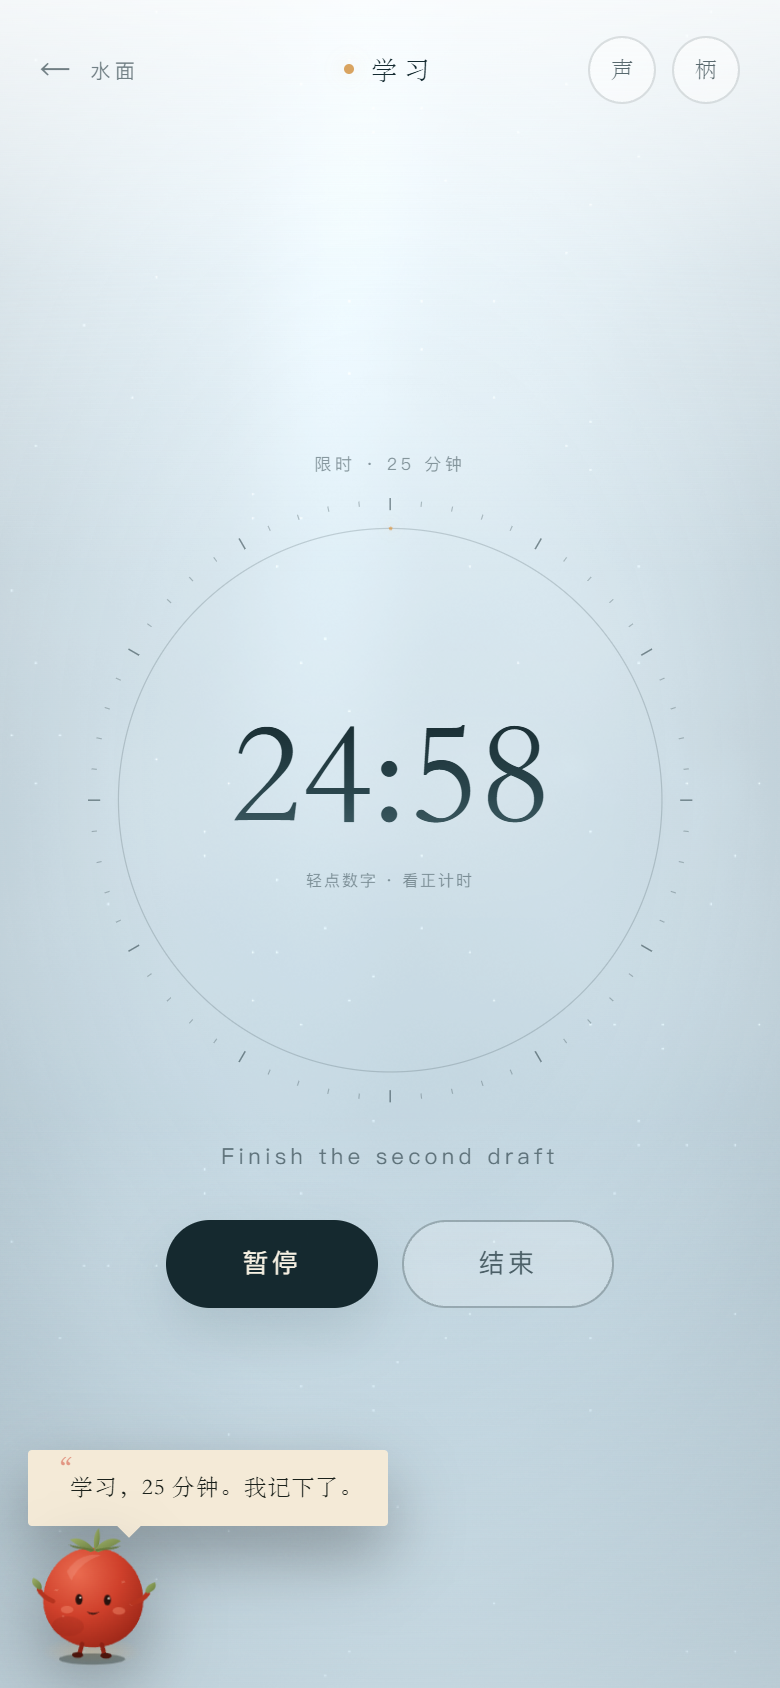 ← 水面
学习
声
柄
限时 · 25 分钟
24:58
轻点数字 · 看正计时
Finish the second draft
暂停
结束
“学习，25 分钟。我记下了。